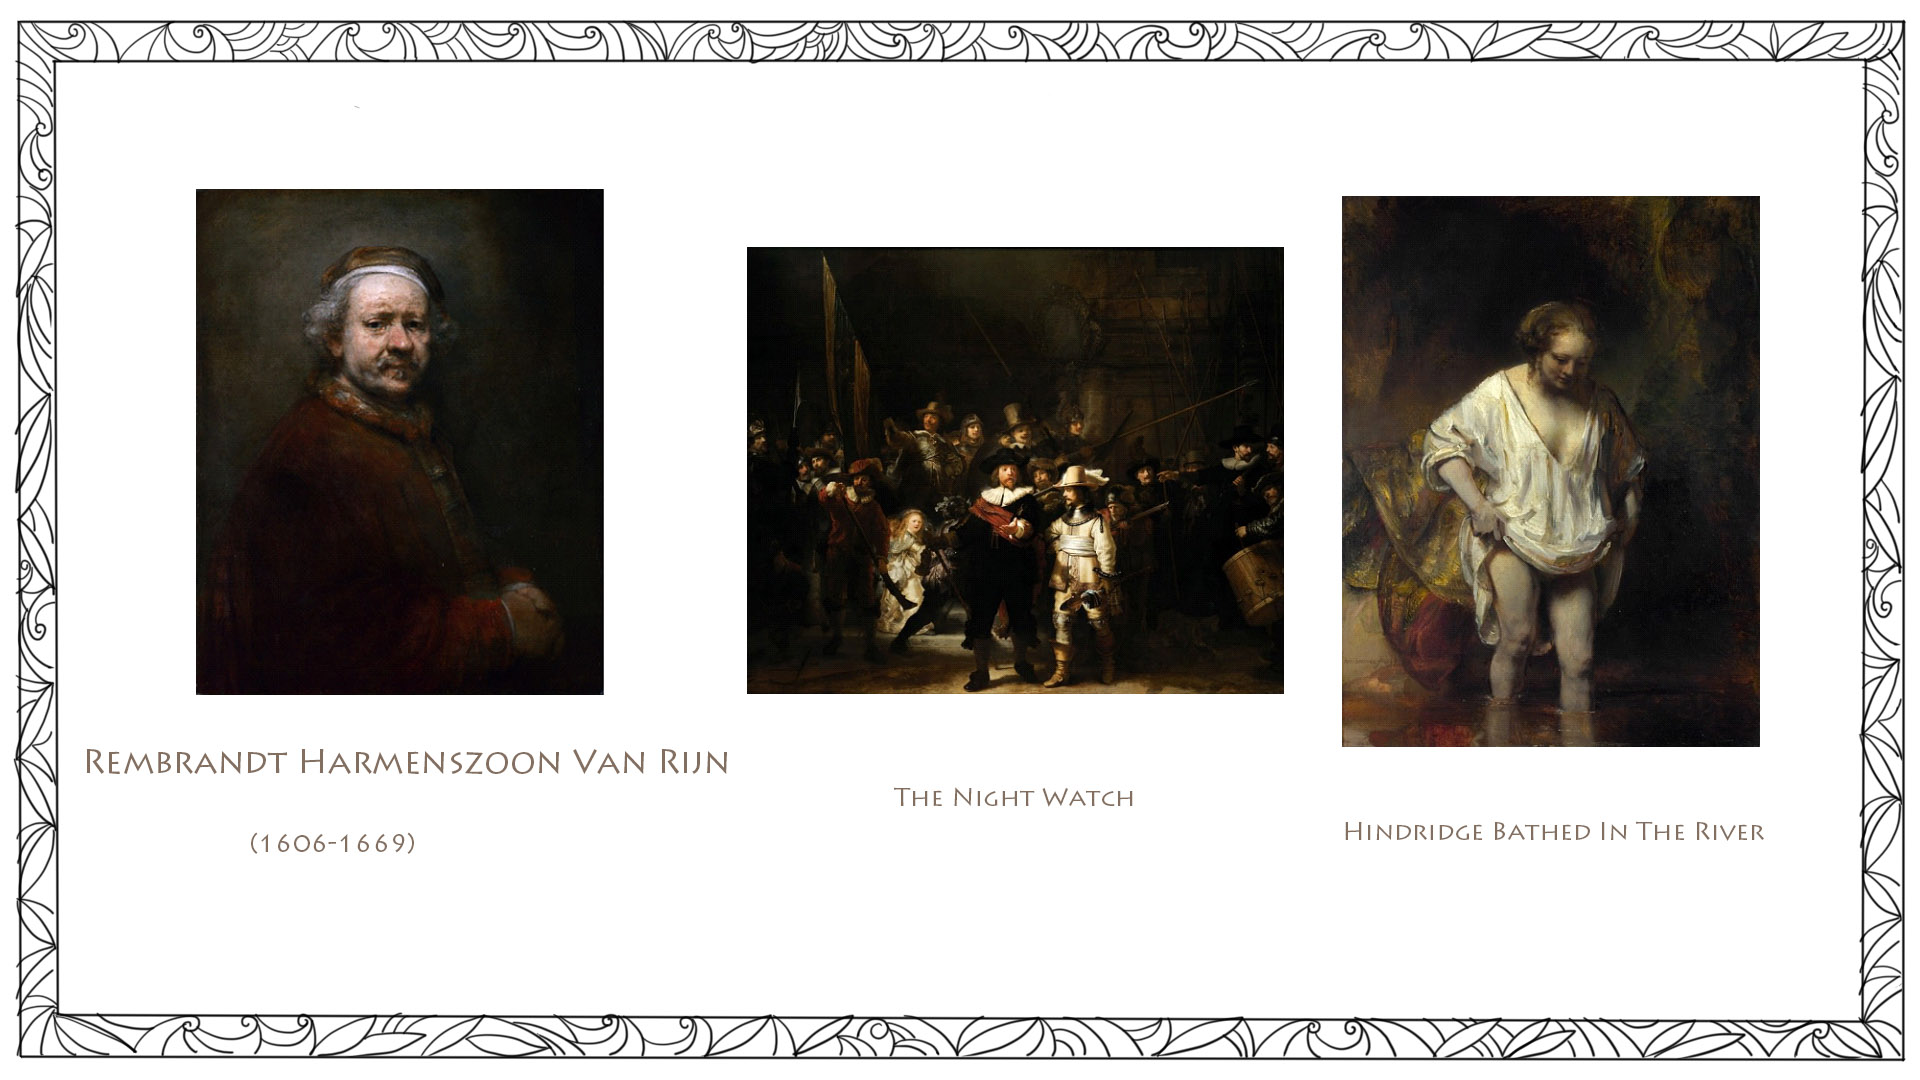 Rembrandt Harmenszoon Van Rijn
(1606-1669)
The Night Watch
Hindridge Bathed In The River